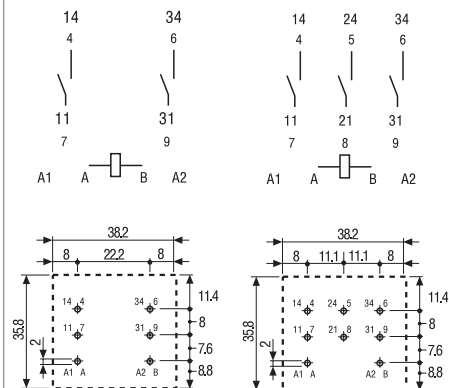 14 34
4 6
11 31
7 9
A1 A B A2
14 24 34
4 5 6
11 21 31
7 8 9
A1 A B A2
38.2
8 22.2 8
35.8
2
14 4 34 6
11 7 31 9
A1 A A2 B
11.4
8
7.6
8.8
38.2
8 11.1 11.1 8
35.8
2
14 4 24 5 34 6
11 7 21 8 31 9
A1 A A2 B
11.4
8
7.6
8.8